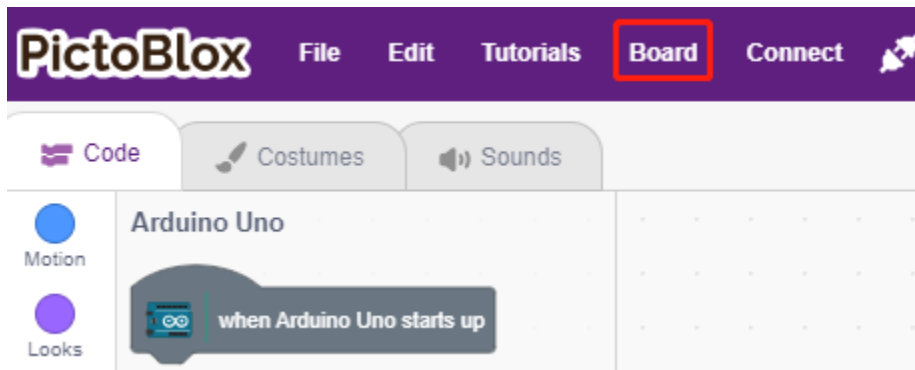 PictoBlox File Edit Tutorials Board Connect
Code Costumes Sounds
Arduino Uno
Motion
when Arduino Uno starts up
Looks